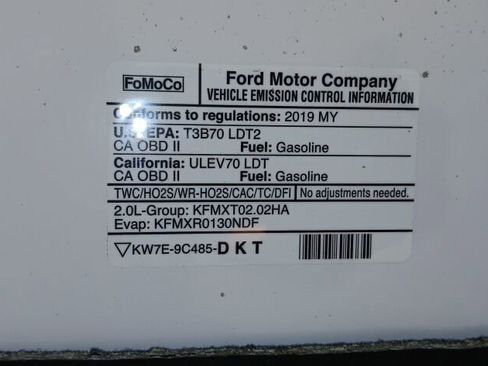 FoMoCo
Ford Motor Company
VEHICLE EMISSION CONTROL INFORMATION
Conforms to regulations: 2019 MY
U.S. EPA: T3B70 LDT2
CA OBD II Fuel: Gasoline
California: ULEV70 LDT
CA OBD II Fuel: Gasoline
TWC/HO2S/WR-HO2S/CAC/TC/DFI No adjustments needed.
2.0L-Group: KFMXT02.02HA
Evap: KFMXR0130NDF
KW7E-9C485-D K T